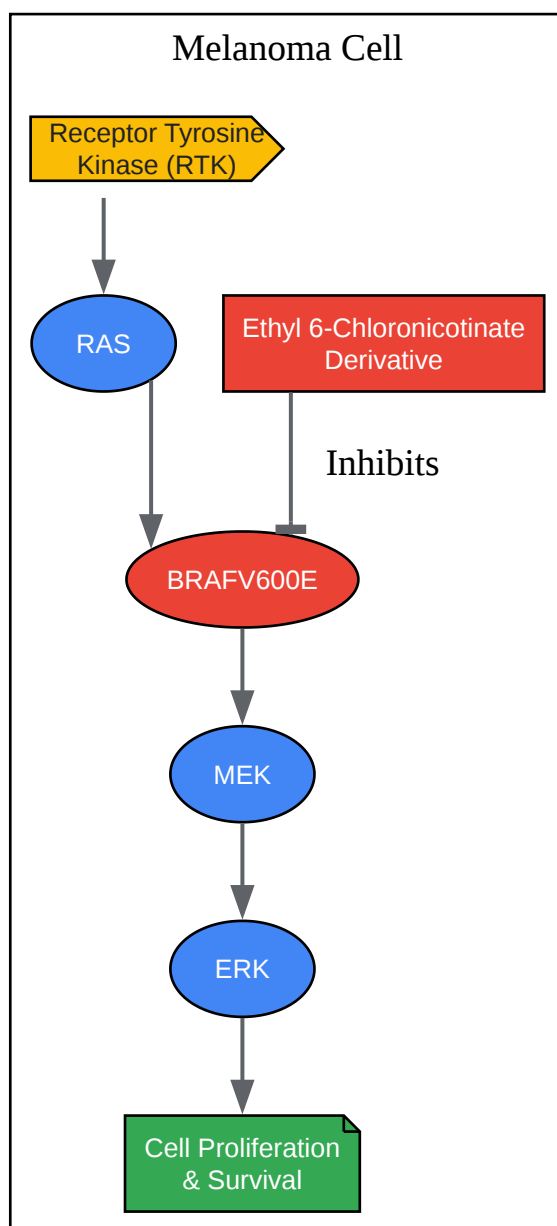 Melanoma Cell
Receptor Tyrosine
Kinase (RTK)
RAS
Ethyl 6-Chloronicotinate
Derivative
Inhibits
BRAFV600E
MEK
ERK
Cell Proliferation
& Survival